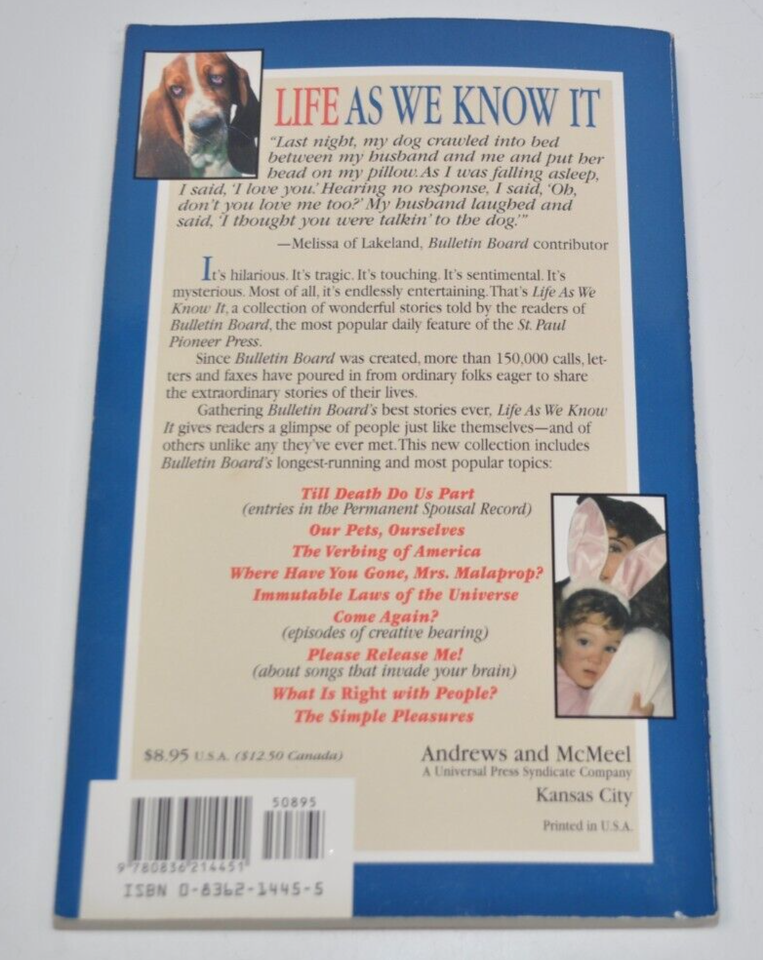 LIFE AS WE KNOW IT
"Last night, my dog crawled into bed
between my husband and me and put her
head on my pillow. As I was falling asleep,
I said, 'I love you.' Hearing no response, I said, 'Oh,
don't you love me too?' My husband laughed and
said, 'I thought you were talkin' to the dog.'"
—Melissa of Lakeland, Bulletin Board contributor
It's hilarious. It's tragic. It's touching. It's sentimental. It's
mysterious. Most of all, it's endlessly entertaining. That's Life As We
Know It, a collection of wonderful stories told by the readers of
Bulletin Board, the most popular daily feature of the St. Paul
Pioneer Press.
Since Bulletin Board was created, more than 150,000 calls, let-
ters and faxes have poured in from ordinary folks eager to share
the extraordinary stories of their lives.
Gathering Bulletin Board's best stories ever, Life As We Know
It gives readers a glimpse of people just like themselves—and of
others unlike any they've ever met. This new collection includes
Bulletin Board's longest-running and most popular topics:
Till Death Do Us Part
(entries in the Permanent Spousal Record)
Our Pets, Ourselves
The Verbing of America
Where Have You Gone, Mrs. Malaprop?
Immutable Laws of the Universe
Come Again?
(episodes of creative hearing)
Please Release Me!
(about songs that invade your brain)
What Is Right with People?
The Simple Pleasures
$8.95 U.S.A. ($12.50 Canada)
Andrews and McMeel
A Universal Press Syndicate Company
Kansas City
Printed in U.S.A.
50895
9 780836 214451
ISBN 0-8362-1445-5